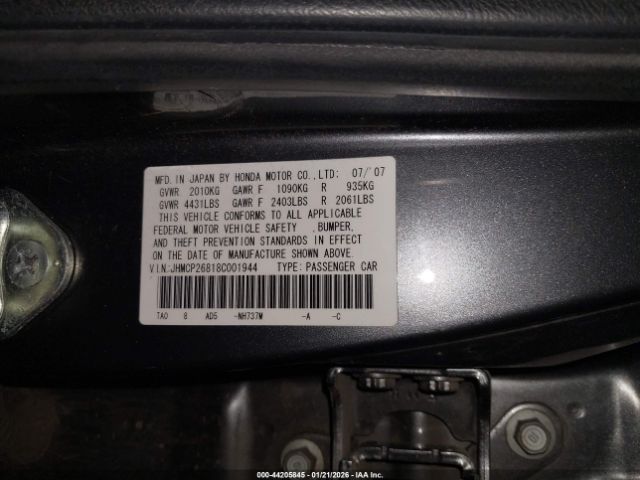 MFD. IN JAPAN BY HONDA MOTOR CO., LTD: 07/'07
GVWR 2010KG GAWR F 1090KG R 935KG
GVWR 4431LBS GAWR F 2403LBS R 2061LBS
THIS VEHICLE CONFORMS TO ALL APPLICABLE
FEDERAL MOTOR VEHICLE SAFETY , BUMPER,
AND THEFT PREVENTION STANDARDS IN EFFECT
ON THE DATE OF MANUFACTURE SHOWN ABOVE.
V I N:JHMCP26818C001944 TYPE: PASSENGER CAR
TA0 8 AD5 -NH737M -A -C
000-44205845 - 01/21/2026 - IAA Inc.